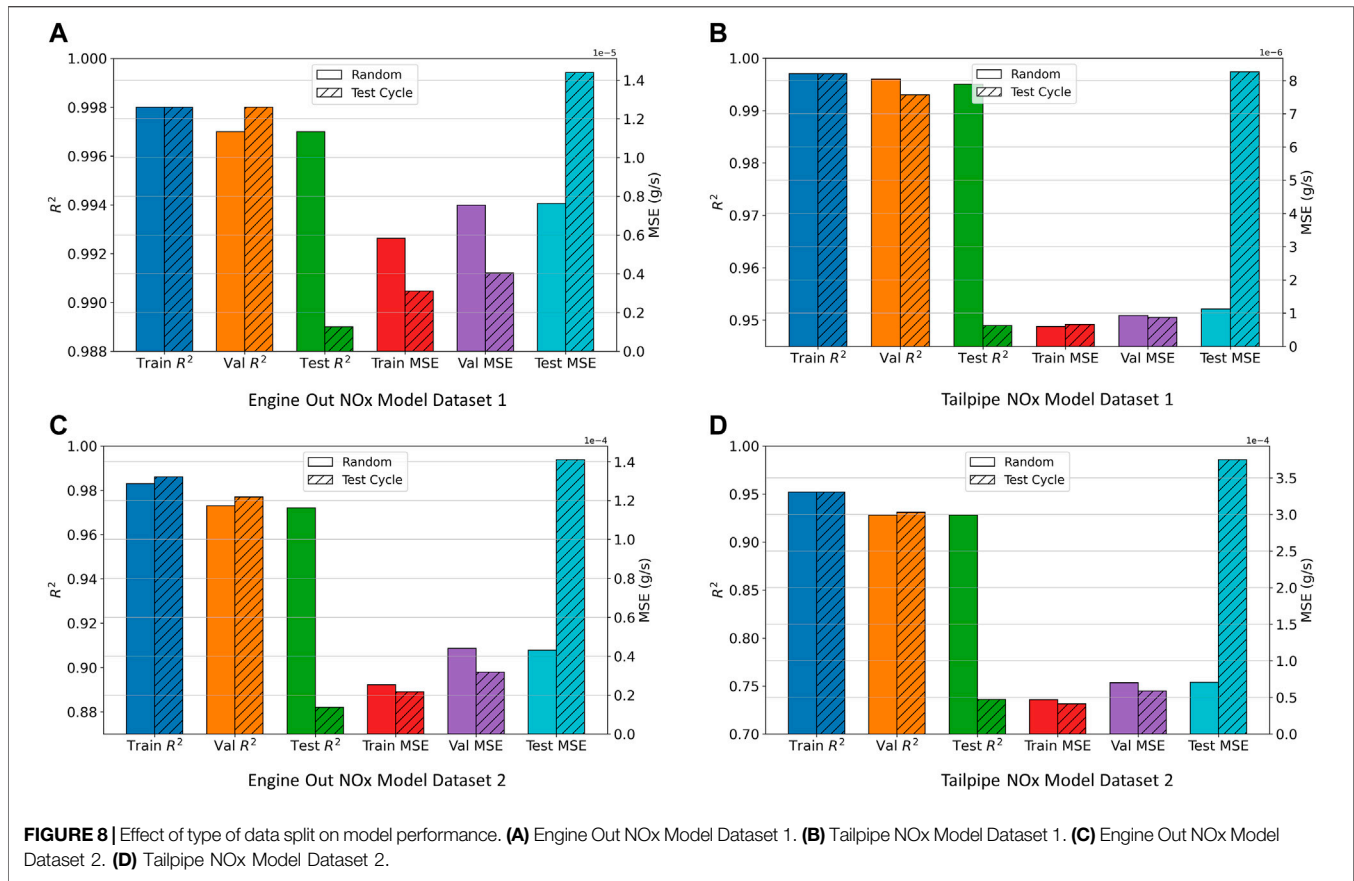 A
1e−5
1.000
0.998
0.996
0.994
0.992
0.990
0.988
R²
Random
Test Cycle
1.4
1.2
1.0
0.8
0.6
0.4
0.2
0.0
MSE (g/s)
Train R² Val R² Test R² Train MSE Val MSE Test MSE
Engine Out NOx Model Dataset 1
B
1e−6
1.00
0.99
0.98
0.97
0.96
0.95
R²
Random
Test Cycle
8
7
6
5
4
3
2
1
0
MSE (g/s)
Train R² Val R² Test R² Train MSE Val MSE Test MSE
Tailpipe NOx Model Dataset 1
C
1e−4
1.00
0.98
0.96
0.94
0.92
0.90
0.88
R²
Random
Test Cycle
1.4
1.2
1.0
0.8
0.6
0.4
0.2
0.0
MSE (g/s)
Train R² Val R² Test R² Train MSE Val MSE Test MSE
Engine Out NOx Model Dataset 2
D
1e−4
1.00
0.95
0.90
0.85
0.80
0.75
0.70
R²
Random
Test Cycle
3.5
3.0
2.5
2.0
1.5
1.0
0.5
0.0
MSE (g/s)
Train R² Val R² Test R² Train MSE Val MSE Test MSE
Tailpipe NOx Model Dataset 2
FIGURE 8 | Effect of type of data split on model performance. (A) Engine Out NOx Model Dataset 1. (B) Tailpipe NOx Model Dataset 1. (C) Engine Out NOx Model
Dataset 2. (D) Tailpipe NOx Model Dataset 2.